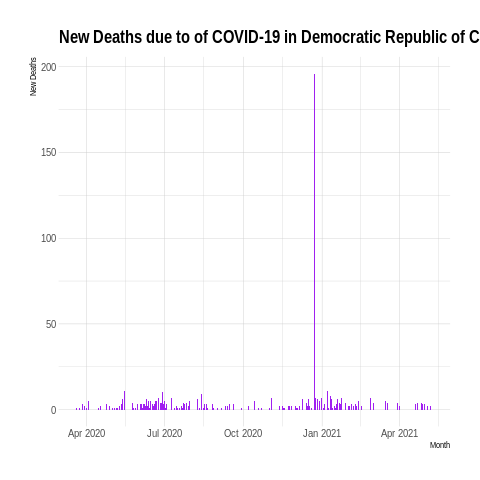 New Deaths due to of COVID-19 in Democratic Republic of C
New Deaths
200
150
100
50
0
Apr 2020
Jul 2020
Oct 2020
Jan 2021
Apr 2021
Month